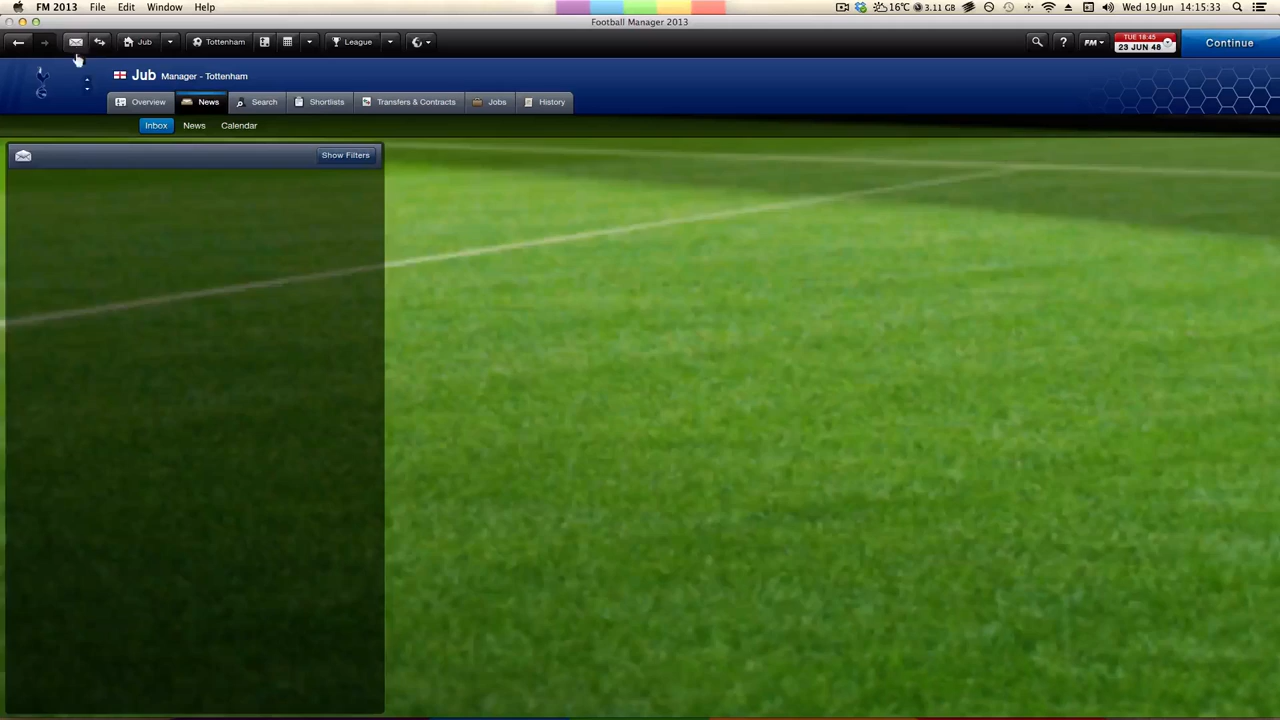 FM 2013 File Edit Window Help 16°C 3.11 GB Wed 19 Jun 14:15:33
Football Manager 2013
Jub Tottenham League ? FM TUE 18:45 23 JUN 48 Continue
Jub Manager - Tottenham
Overview News Search Shortlists Transfers & Contracts Jobs History
Inbox News Calendar
Show Filters